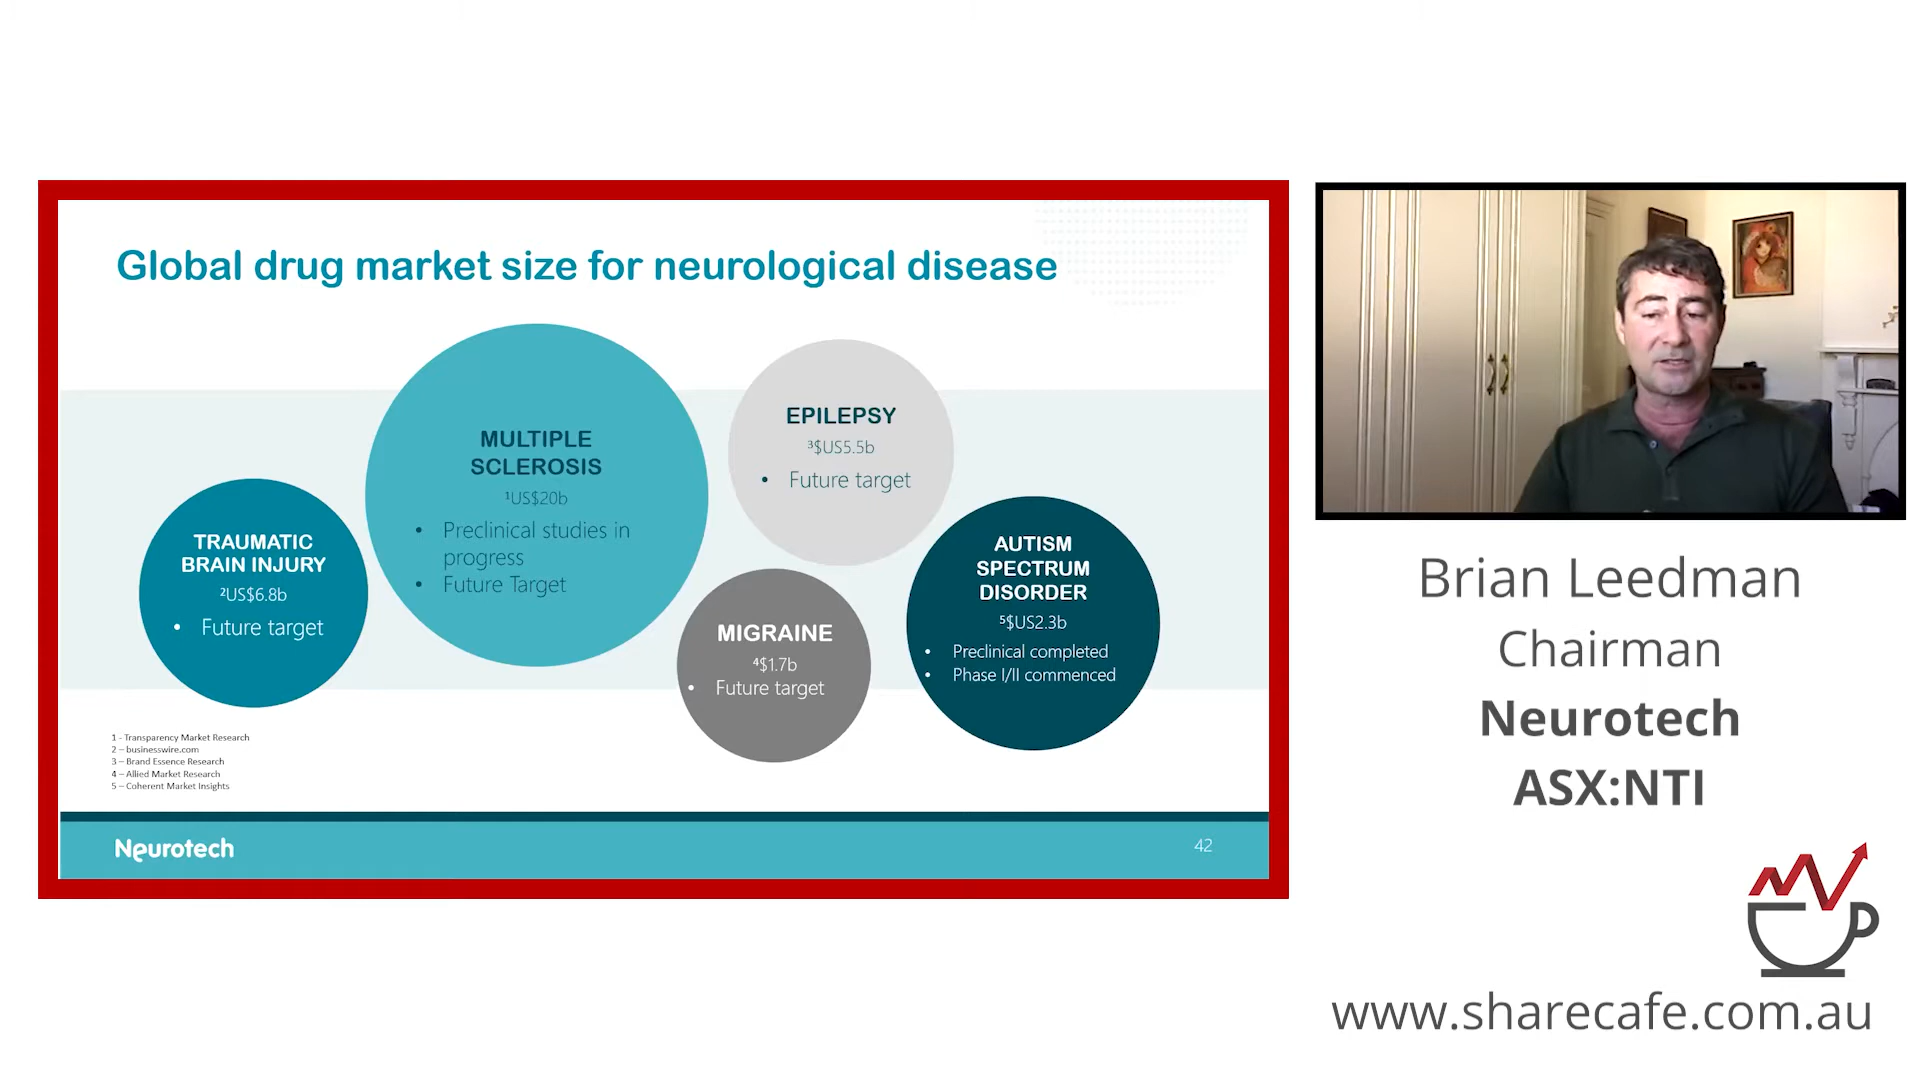 Global drug market size for neurological disease
MULTIPLE
SCLEROSIS
¹US$20b
• Preclinical studies in
progress
• Future Target
EPILEPSY
³$US5.5b
• Future target
TRAUMATIC
BRAIN INJURY
²US$6.8b
• Future target
MIGRAINE
⁴$1.7b
• Future target
AUTISM
SPECTRUM
DISORDER
⁵$US2.3b
• Preclinical completed
• Phase I/II commenced
1 - Transparency Market Research
2 – businesswire.com
3 – Brand Essence Research
4 – Allied Market Research
5 – Coherent Market Insights
Neurotech
42
Brian Leedman
Chairman
Neurotech
ASX:NTI
www.sharecafe.com.au